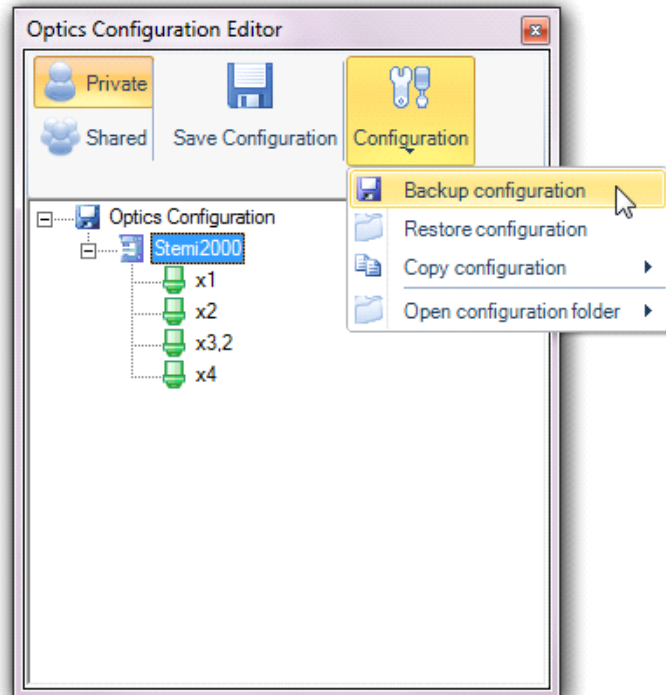 Optics Configuration Editor
Private
Shared
Save Configuration
Configuration
Backup configuration
Restore configuration
Copy configuration
Open configuration folder
Optics Configuration
Stemi2000
x1
x2
x3,2
x4